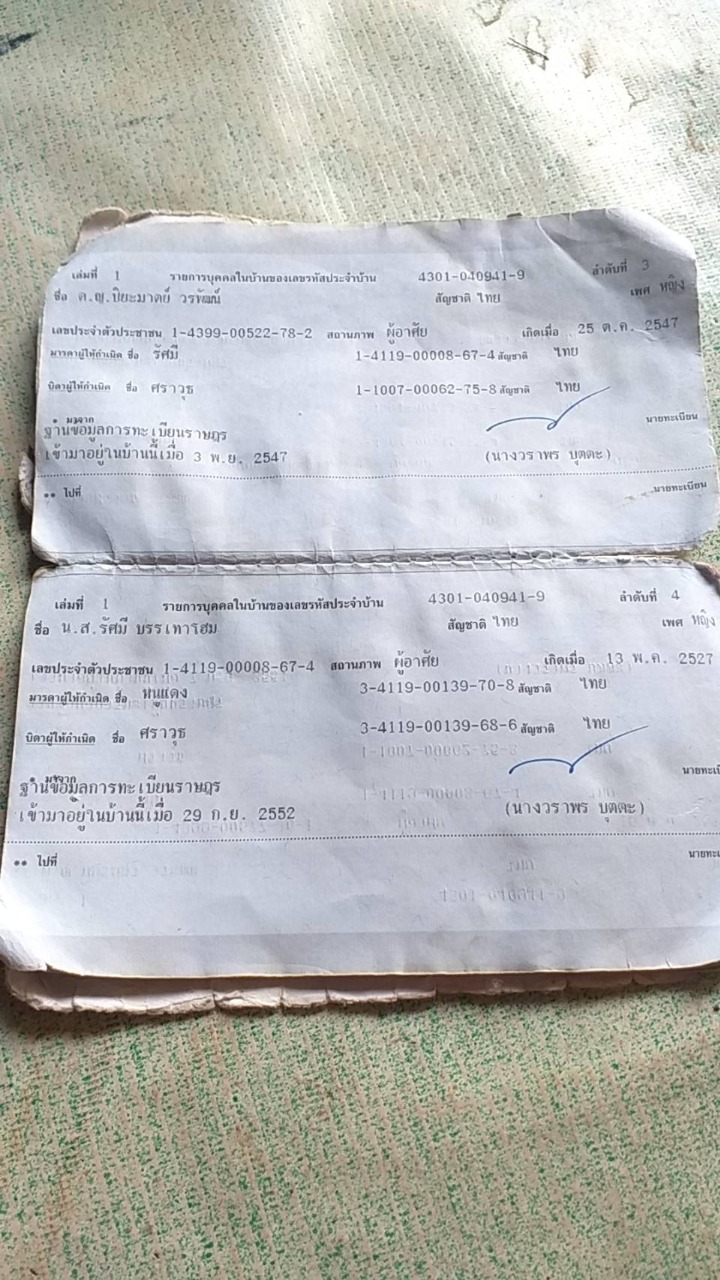 เล่มที่ 1 รายการบุคคลในบ้านของเลขรหัสประจำบ้าน 4301-040941-9 ลำดับที่ 3
ชื่อ ด.ญ.ปิยะมาตย์ วรพัฒน์ สัญชาติ ไทย เพศ หญิง
เลขประจำตัวประชาชน 1-4399-00522-78-2 สถานภาพ ผู้อาศัย เกิดเมื่อ 25 ต.ค. 2547
มารดาผู้ให้กำเนิด ชื่อ รัศมี 1-4119-00008-67-4 สัญชาติ ไทย
บิดาผู้ให้กำเนิด ชื่อ ศราวุธ 1-1007-00062-75-8 สัญชาติ ไทย
* มาจาก นายทะเบียน
ฐานข้อมูลการทะเบียนราษฎร
เข้ามาอยู่ในบ้านนี้เมื่อ 3 พ.ย. 2547 (นางวราพร บุตตะ)
** ไปที่ นายทะเบียน
เล่มที่ 1 รายการบุคคลในบ้านของเลขรหัสประจำบ้าน 4301-040941-9 ลำดับที่ 4
ชื่อ น.ส.รัศมี บรรเทาโฮม สัญชาติ ไทย เพศ หญิง
เลขประจำตัวประชาชน 1-4119-00008-67-4 สถานภาพ ผู้อาศัย เกิดเมื่อ 13 พ.ค. 2527
มารดาผู้ให้กำเนิด ชื่อ หนูแดง 3-4119-00139-70-8 สัญชาติ ไทย
บิดาผู้ให้กำเนิด ชื่อ ศราวุธ 3-4119-00139-68-6 สัญชาติ ไทย
* มาจาก
ฐานข้อมูลการทะเบียนราษฎร
เข้ามาอยู่ในบ้านนี้เมื่อ 29 ก.ย. 2552 (นางวราพร บุตตะ)
** ไปที่